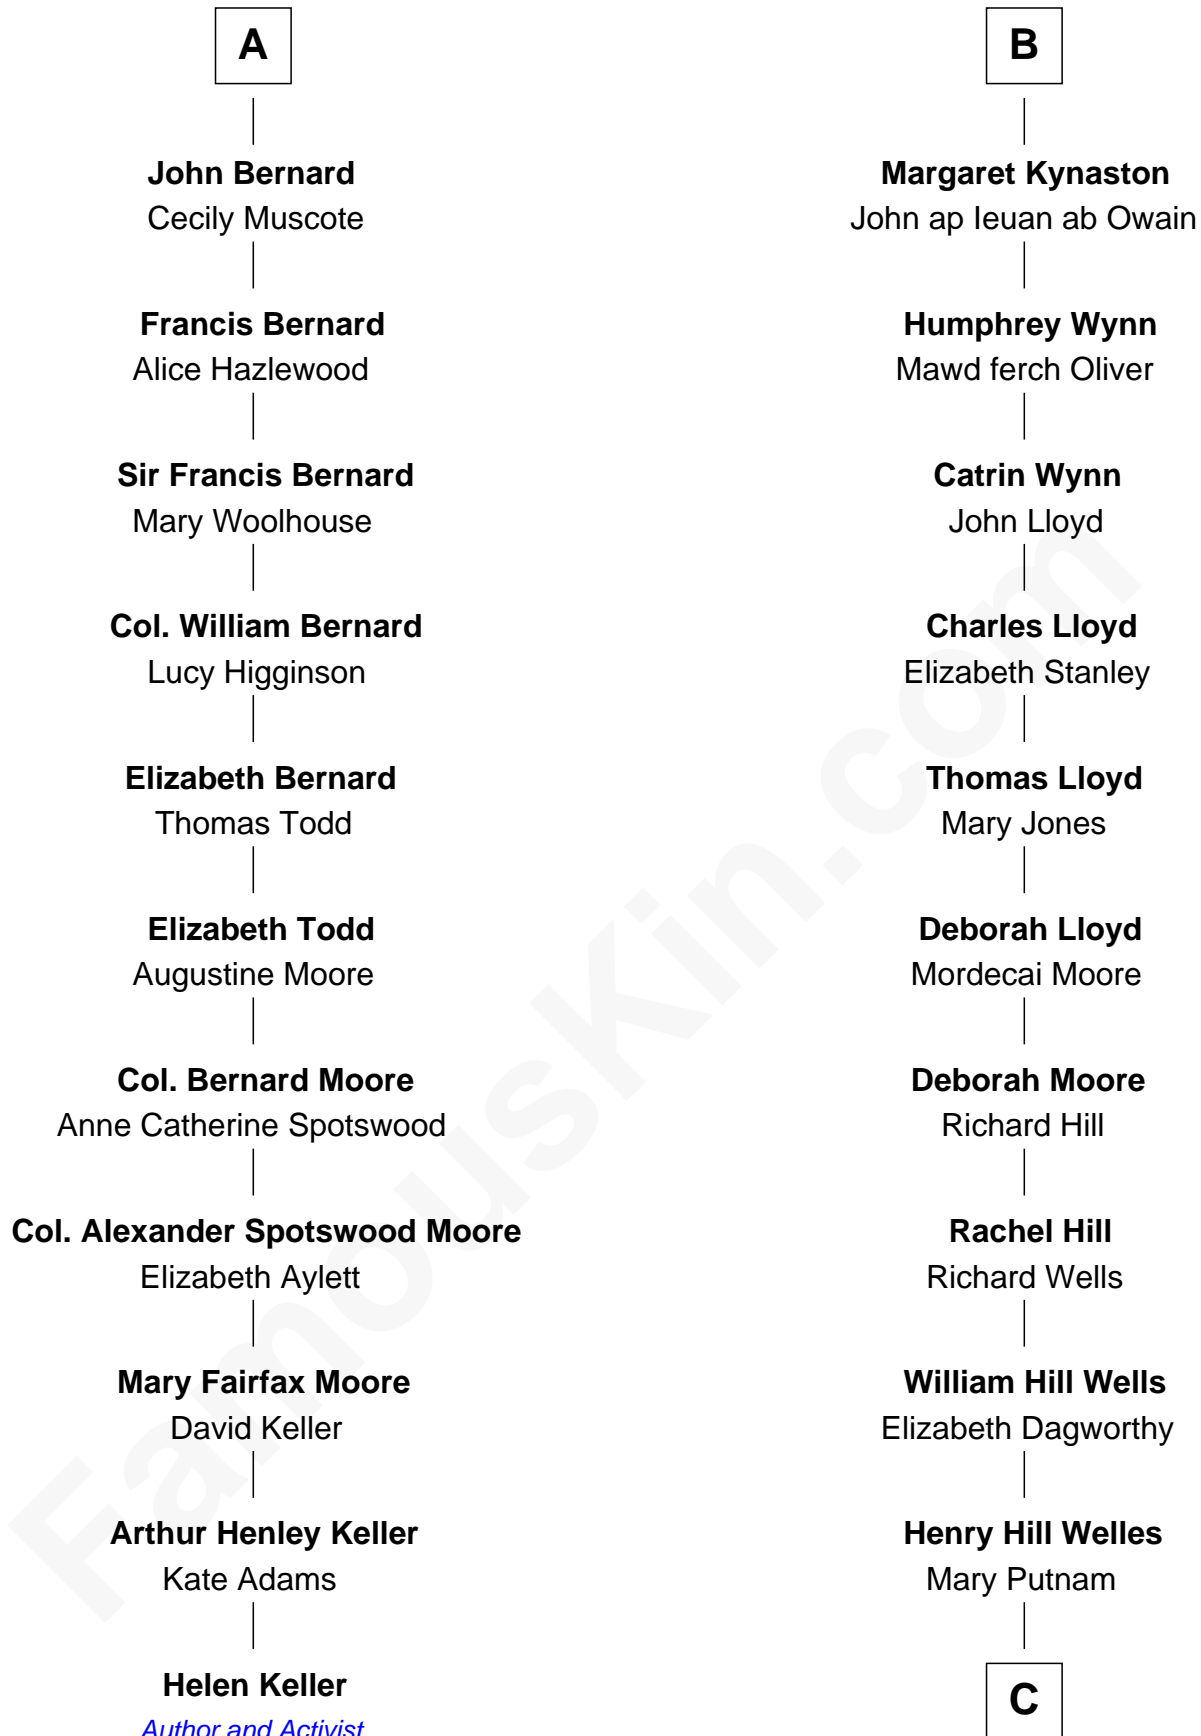 A
John Bernard
Cecily Muscote
Francis Bernard
Alice Hazlewood
Sir Francis Bernard
Mary Woolhouse
Col. William Bernard
Lucy Higginson
Elizabeth Bernard
Thomas Todd
Elizabeth Todd
Augustine Moore
Col. Bernard Moore
Anne Catherine Spotswood
Col. Alexander Spotswood Moore
Elizabeth Aylett
Mary Fairfax Moore
David Keller
Arthur Henley Keller
Kate Adams
Helen Keller
Author and Activist
B
Margaret Kynaston
John ap Ieuan ab Owain
Humphrey Wynn
Mawd ferch Oliver
Catrin Wynn
John Lloyd
Charles Lloyd
Elizabeth Stanley
Thomas Lloyd
Mary Jones
Deborah Lloyd
Mordecai Moore
Deborah Moore
Richard Hill
Rachel Hill
Richard Wells
William Hill Wells
Elizabeth Dagworthy
Henry Hill Welles
Mary Putnam
C
FamousKin.com